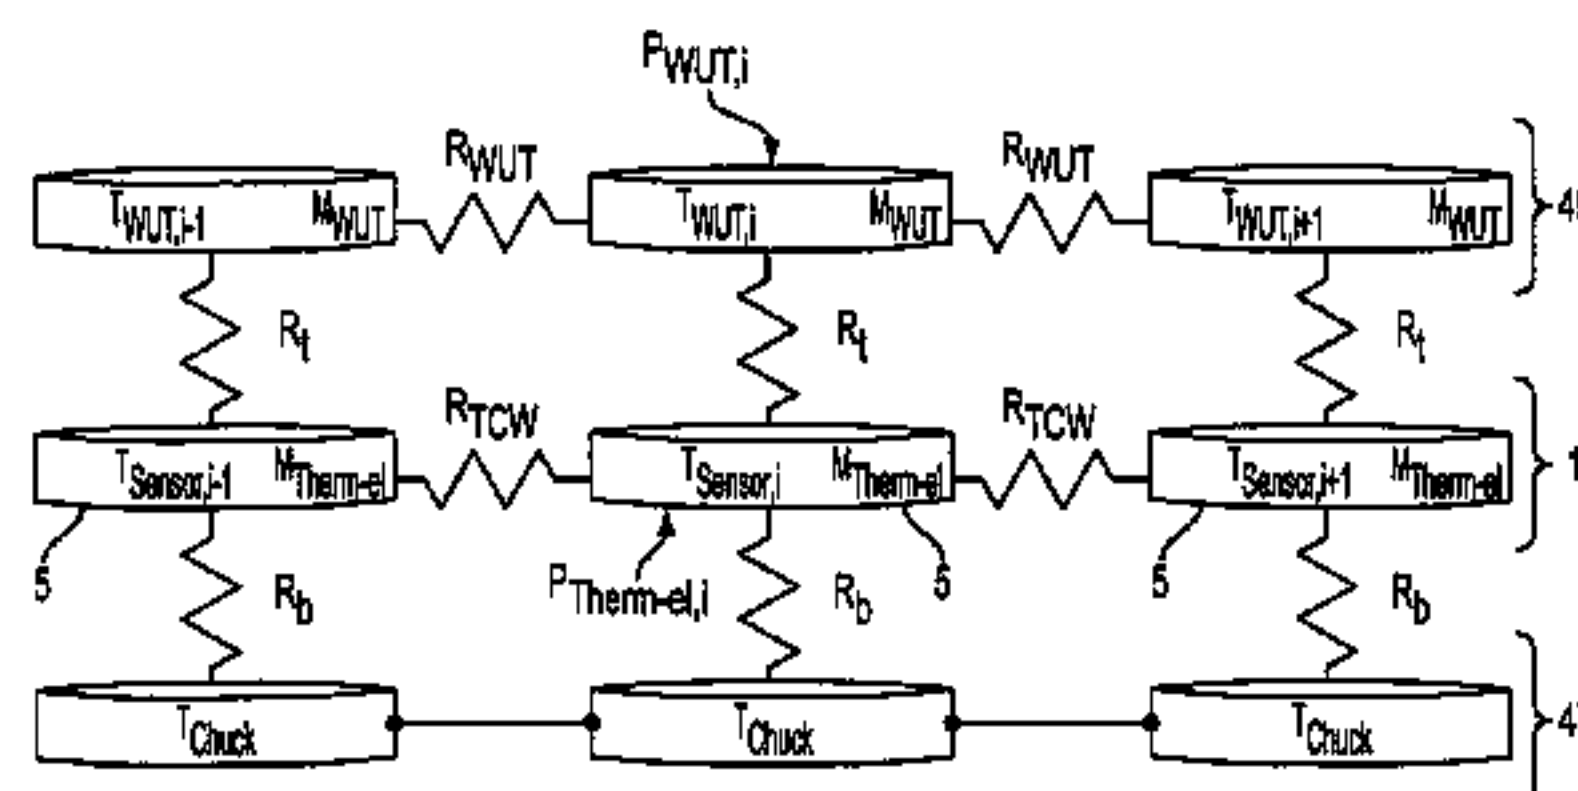 PWUT,i
RWUT RWUT
TWUT,i-1 MWUT TWUT,i MWUT TWUT,i+1 MWUT
Rt Rt Rt
RTCW RTCW
TSensor,i-1 MTherm-el TSensor,i MTherm-el TSensor,i+1 MTherm-el
5 5 5
PTherm-el,i
Rb Rb Rb
TChuck TChuck TChuck